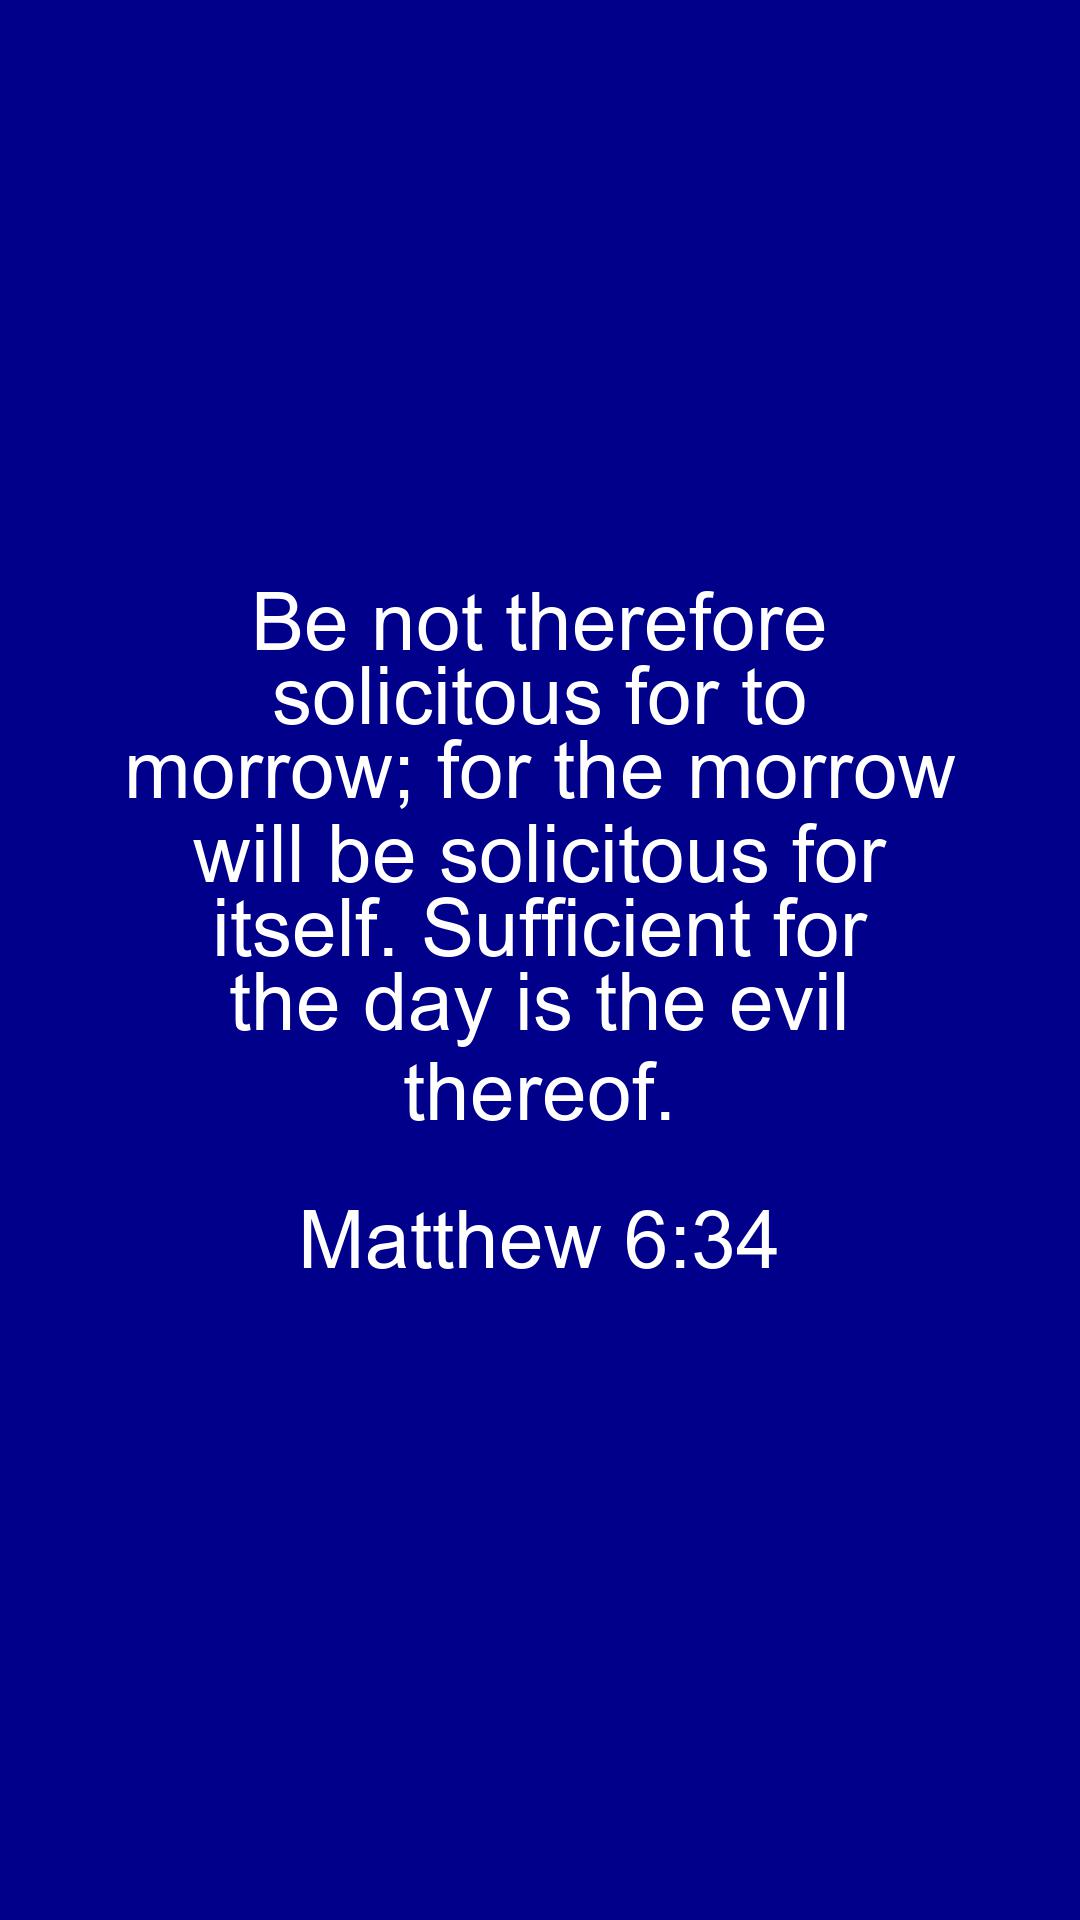 Be not therefore
solicitous for to
morrow; for the morrow
will be solicitous for
itself. Sufficient for
the day is the evil
thereof.
Matthew 6:34